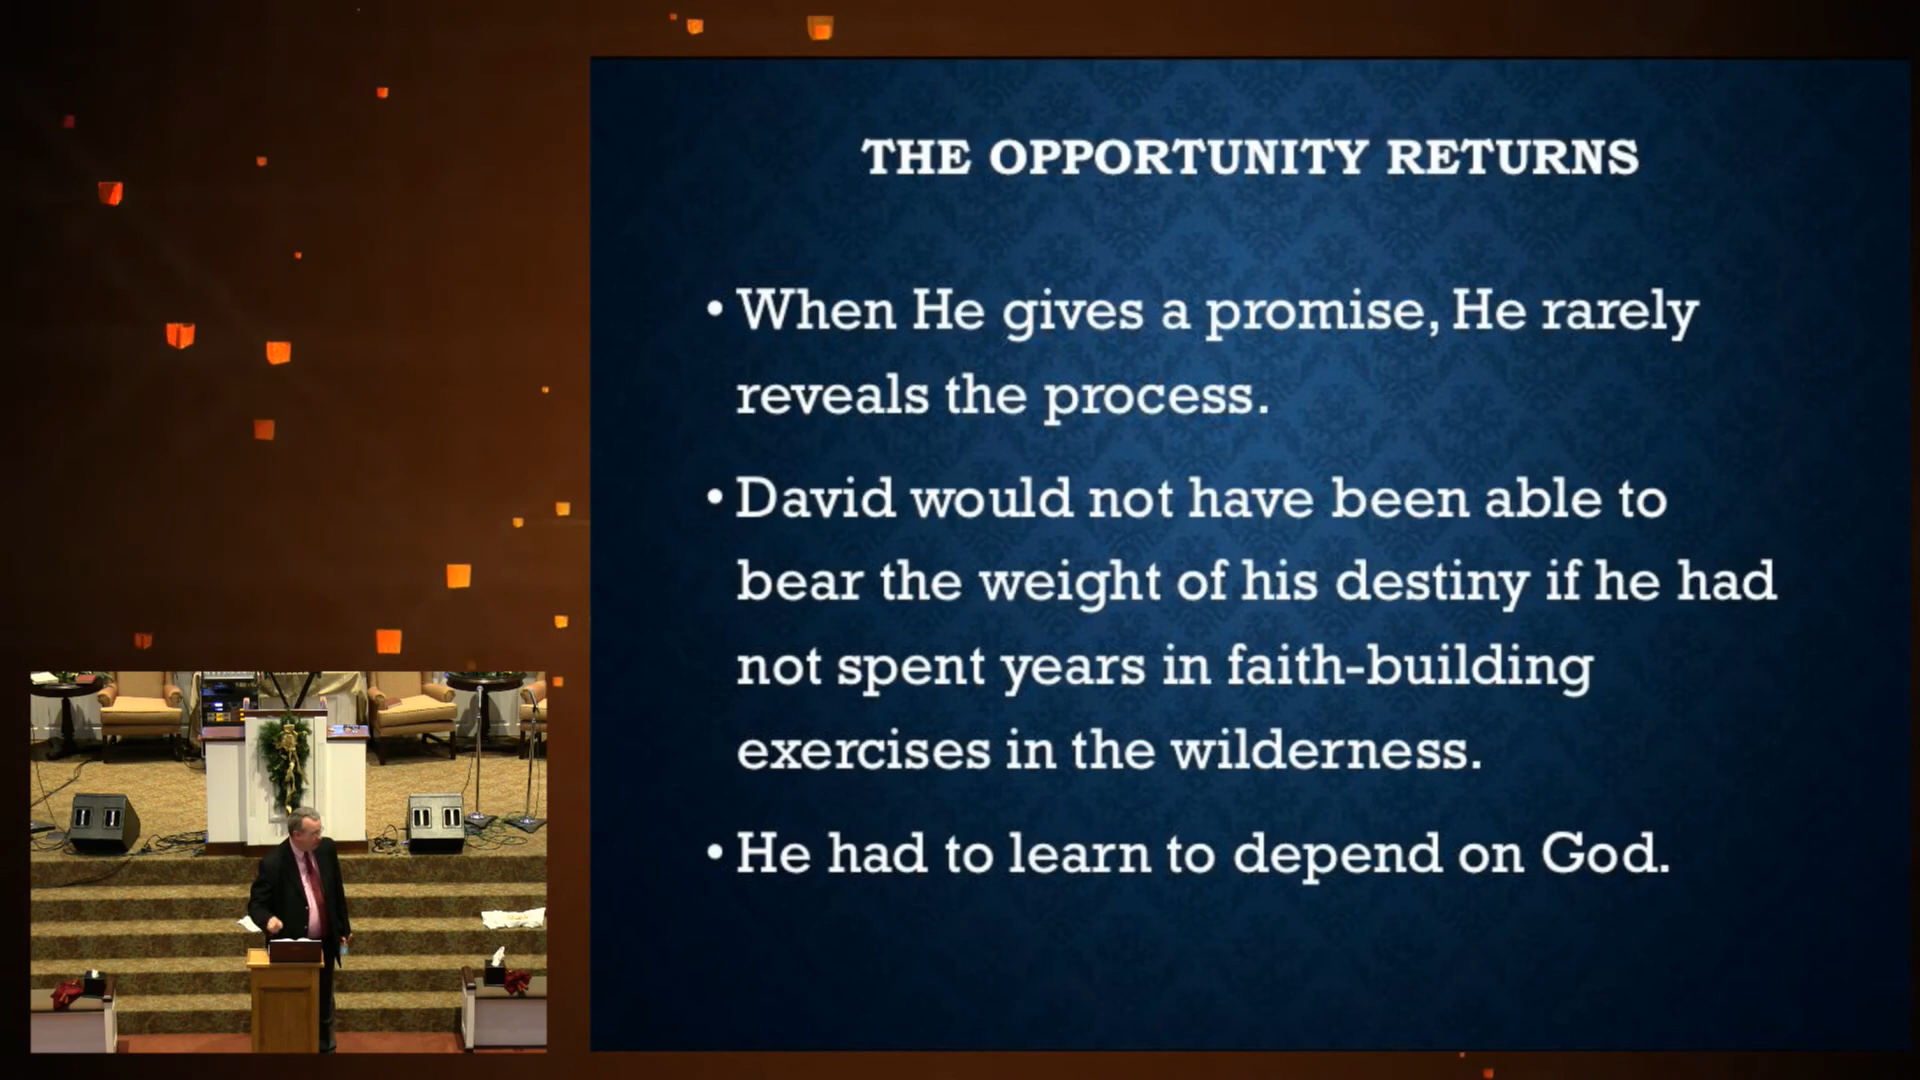 THE OPPORTUNITY RETURNS
• When He gives a promise, He rarely
reveals the process.
• David would not have been able to
bear the weight of his destiny if he had
not spent years in faith-building
exercises in the wilderness.
• He had to learn to depend on God.